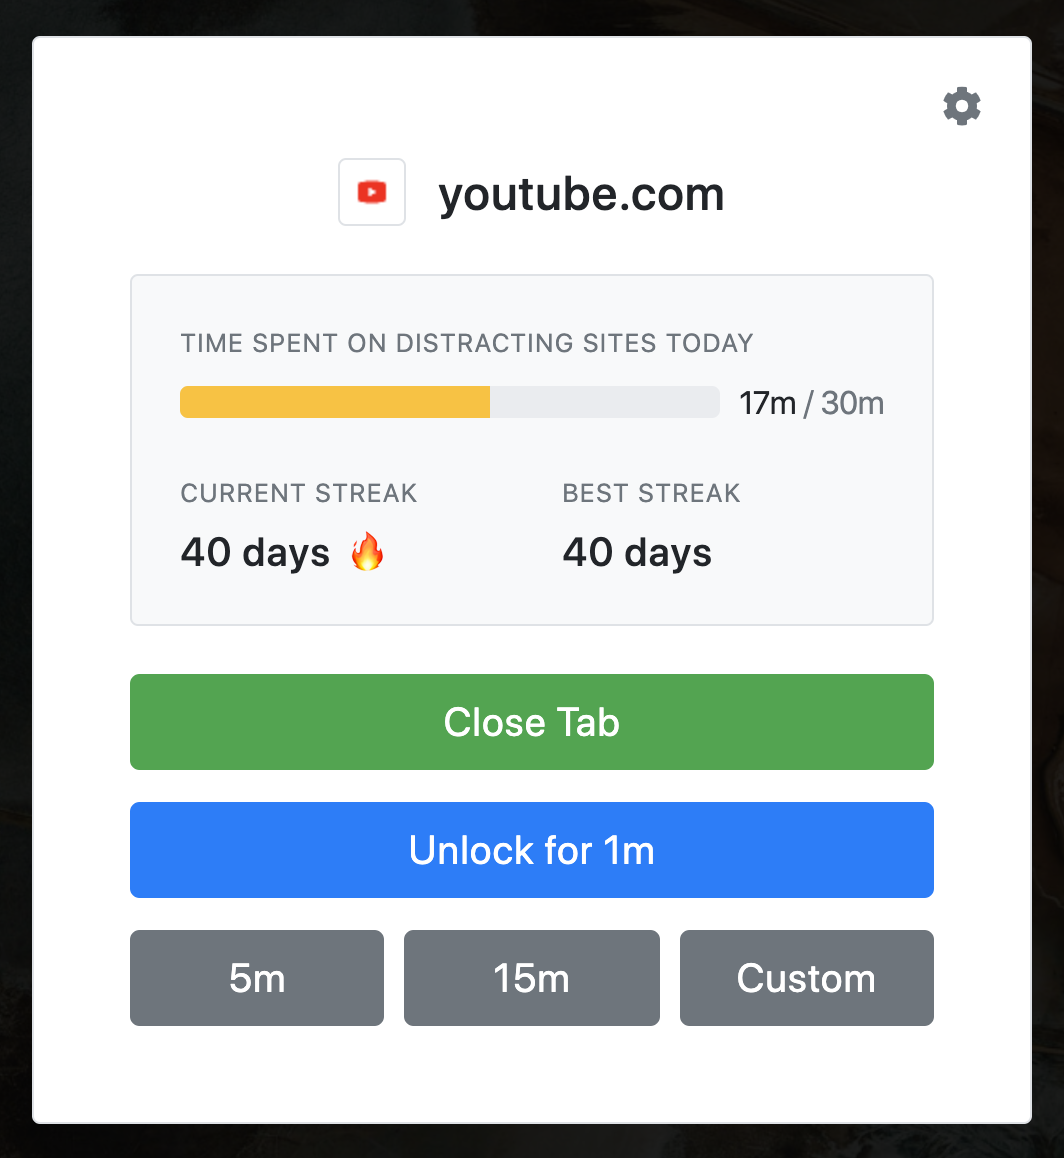 youtube.com
TIME SPENT ON DISTRACTING SITES TODAY
17m / 30m
CURRENT STREAK BEST STREAK
40 days 🔥 40 days
Close Tab
Unlock for 1m
5m 15m Custom